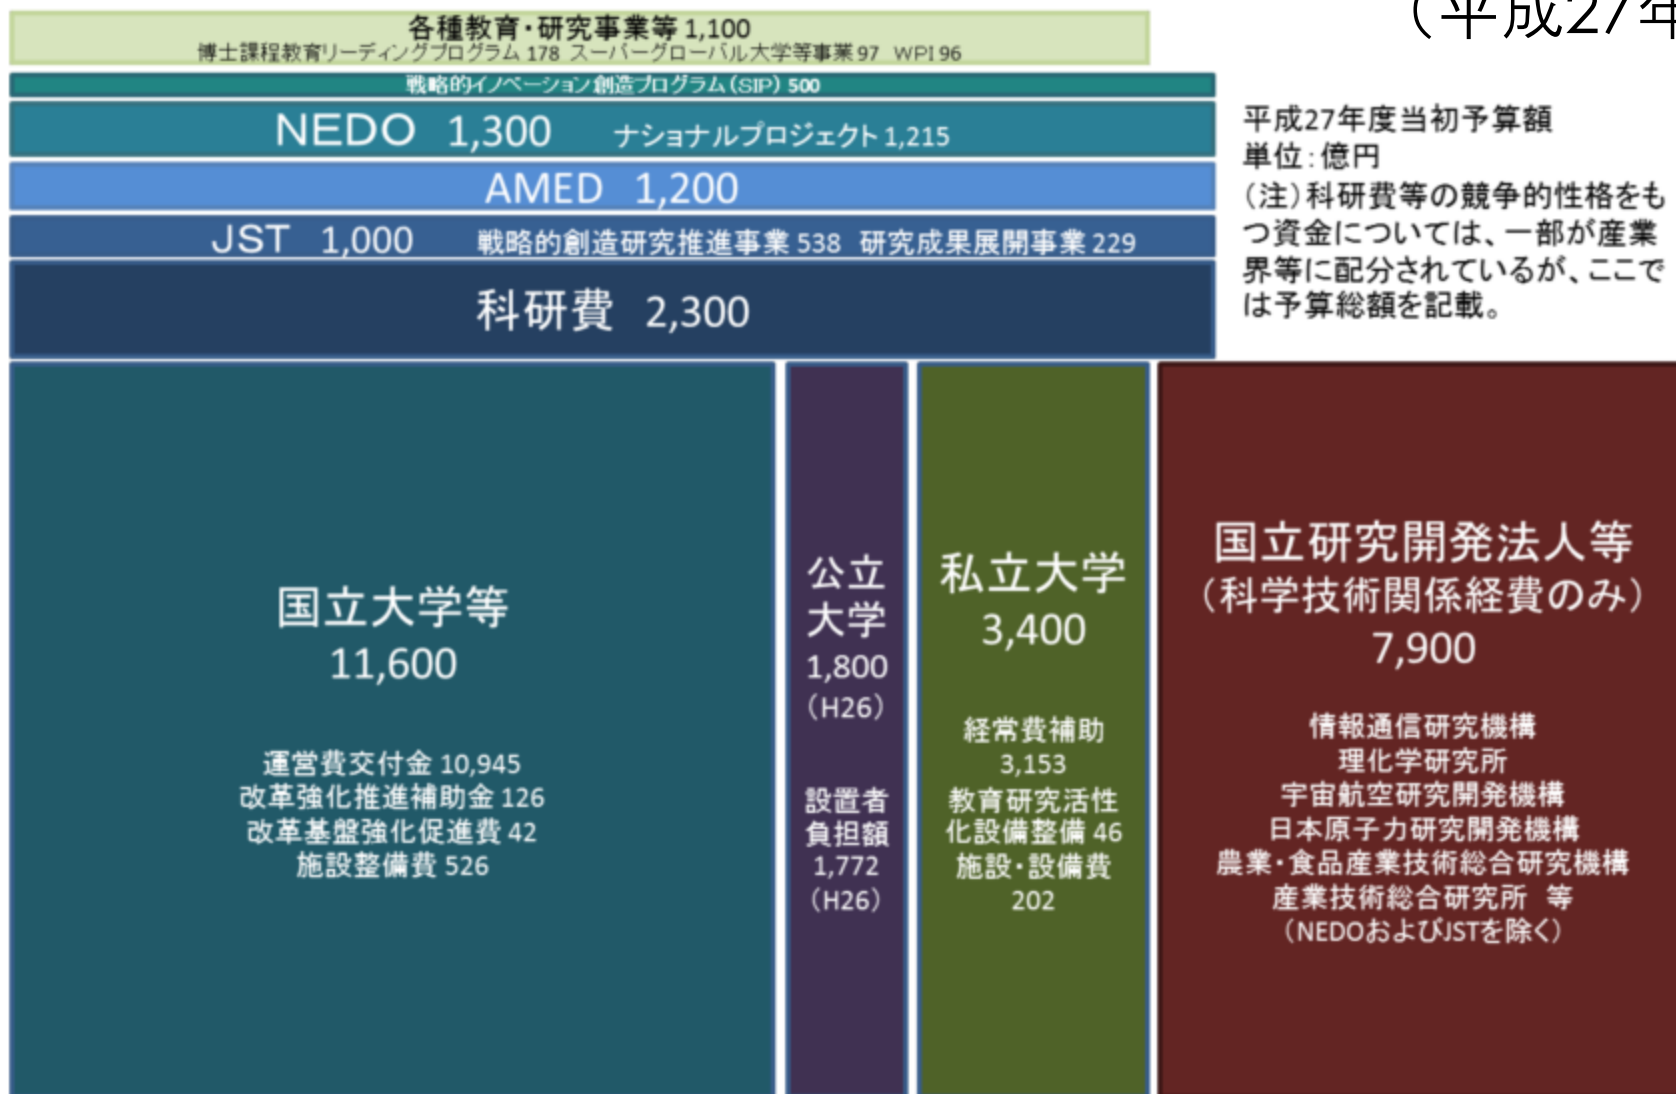 （平成27年
各種教育・研究事業等 1,100
博士課程教育リーディングプログラム 178 スーパーグローバル大学等事業 97 WPI 96
戦略的イノベーション創造プログラム（SIP） 500
NEDO 1,300 ナショナルプロジェクト 1,215
AMED 1,200
JST 1,000 戦略的創造研究推進事業 538 研究成果展開事業 229
科研費 2,300
平成27年度当初予算額
単位：億円
（注）科研費等の競争的性格をも
つ資金については、一部が産業
界等に配分されているが、ここで
は予算総額を記載。
国立大学等
11,600
運営費交付金 10,945
改革強化推進補助金 126
改革基盤強化促進費 42
施設整備費 526
公立
大学
1,800
（H26）
設置者
負担額
1,772
（H26）
私立大学
3,400
経常費補助
3,153
教育研究活性
化設備整備 46
施設・設備費
202
国立研究開発法人等
（科学技術関係経費のみ）
7,900
情報通信研究機構
理化学研究所
宇宙航空研究開発機構
日本原子力研究開発機構
農業・食品産業技術総合研究機構
産業技術総合研究所 等
（NEDOおよびJSTを除く）